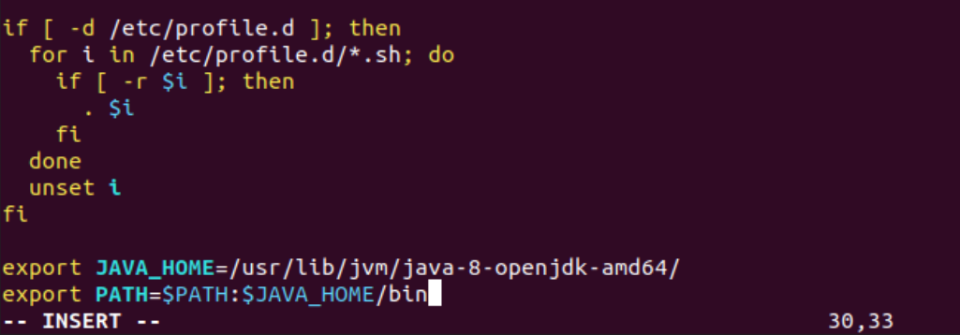 if [ -d /etc/profile.d ]; then
  for i in /etc/profile.d/*.sh; do
    if [ -r $i ]; then
      . $i
    fi
  done
  unset i
fi

export JAVA_HOME=/usr/lib/jvm/java-8-openjdk-amd64/
export PATH=$PATH:$JAVA_HOME/bin
-- INSERT -- 30,33